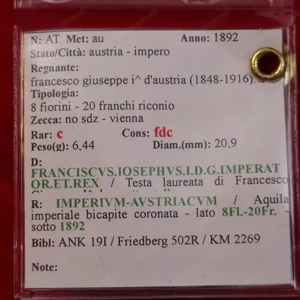 N: AT Met: au Anno: 1892
Stato/Città: austria - impero
Regnante:
francesco giuseppe i^ d'austria (1848-1916)
Tipologia:
8 fiorini - 20 franchi riconio
Zecca: no sdz - vienna
Rar: c Cons: fdc
Peso(g): 6,44 Diam.(mm): 20,9
D:
FRANCISCVS.IOSEPHVS.I.D.G.IMPERAT
OR.ET.REX / Testa laureata di Francesco
R: IMPERIVM-AVSTRIACVM / Aquila
imperiale bicapite coronata - lato 8Fl.-20Fr. -
sotto 1892
Bibl: ANK 19I / Friedberg 502R / KM 2269
Note: